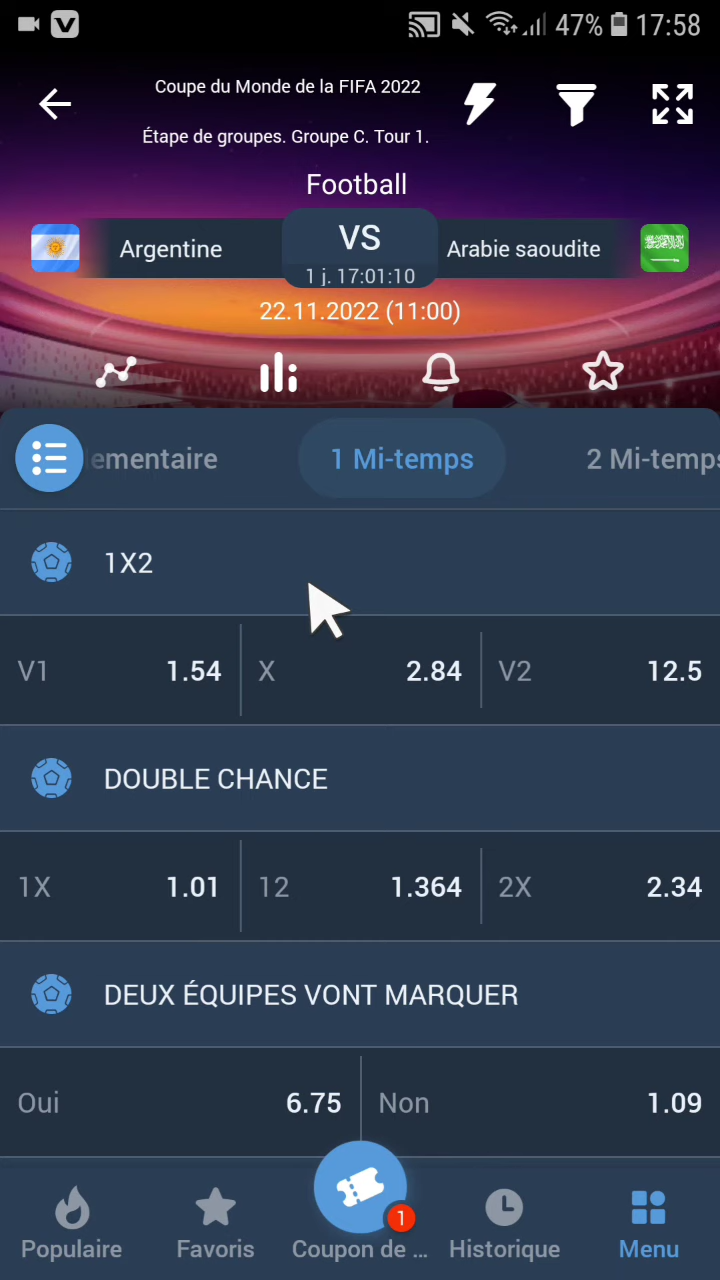 47% 17:58
Coupe du Monde de la FIFA 2022
Étape de groupes. Groupe C. Tour 1.
Football
Argentine VS Arabie saoudite
1 j. 17:01:10
22.11.2022 (11:00)
ementaire 1 Mi-temps 2 Mi-temps
1X2
V1 1.54 X 2.84 V2 12.5
DOUBLE CHANCE
1X 1.01 12 1.364 2X 2.34
DEUX ÉQUIPES VONT MARQUER
Oui 6.75 Non 1.09
1
Populaire Favoris Coupon de ... Historique Menu